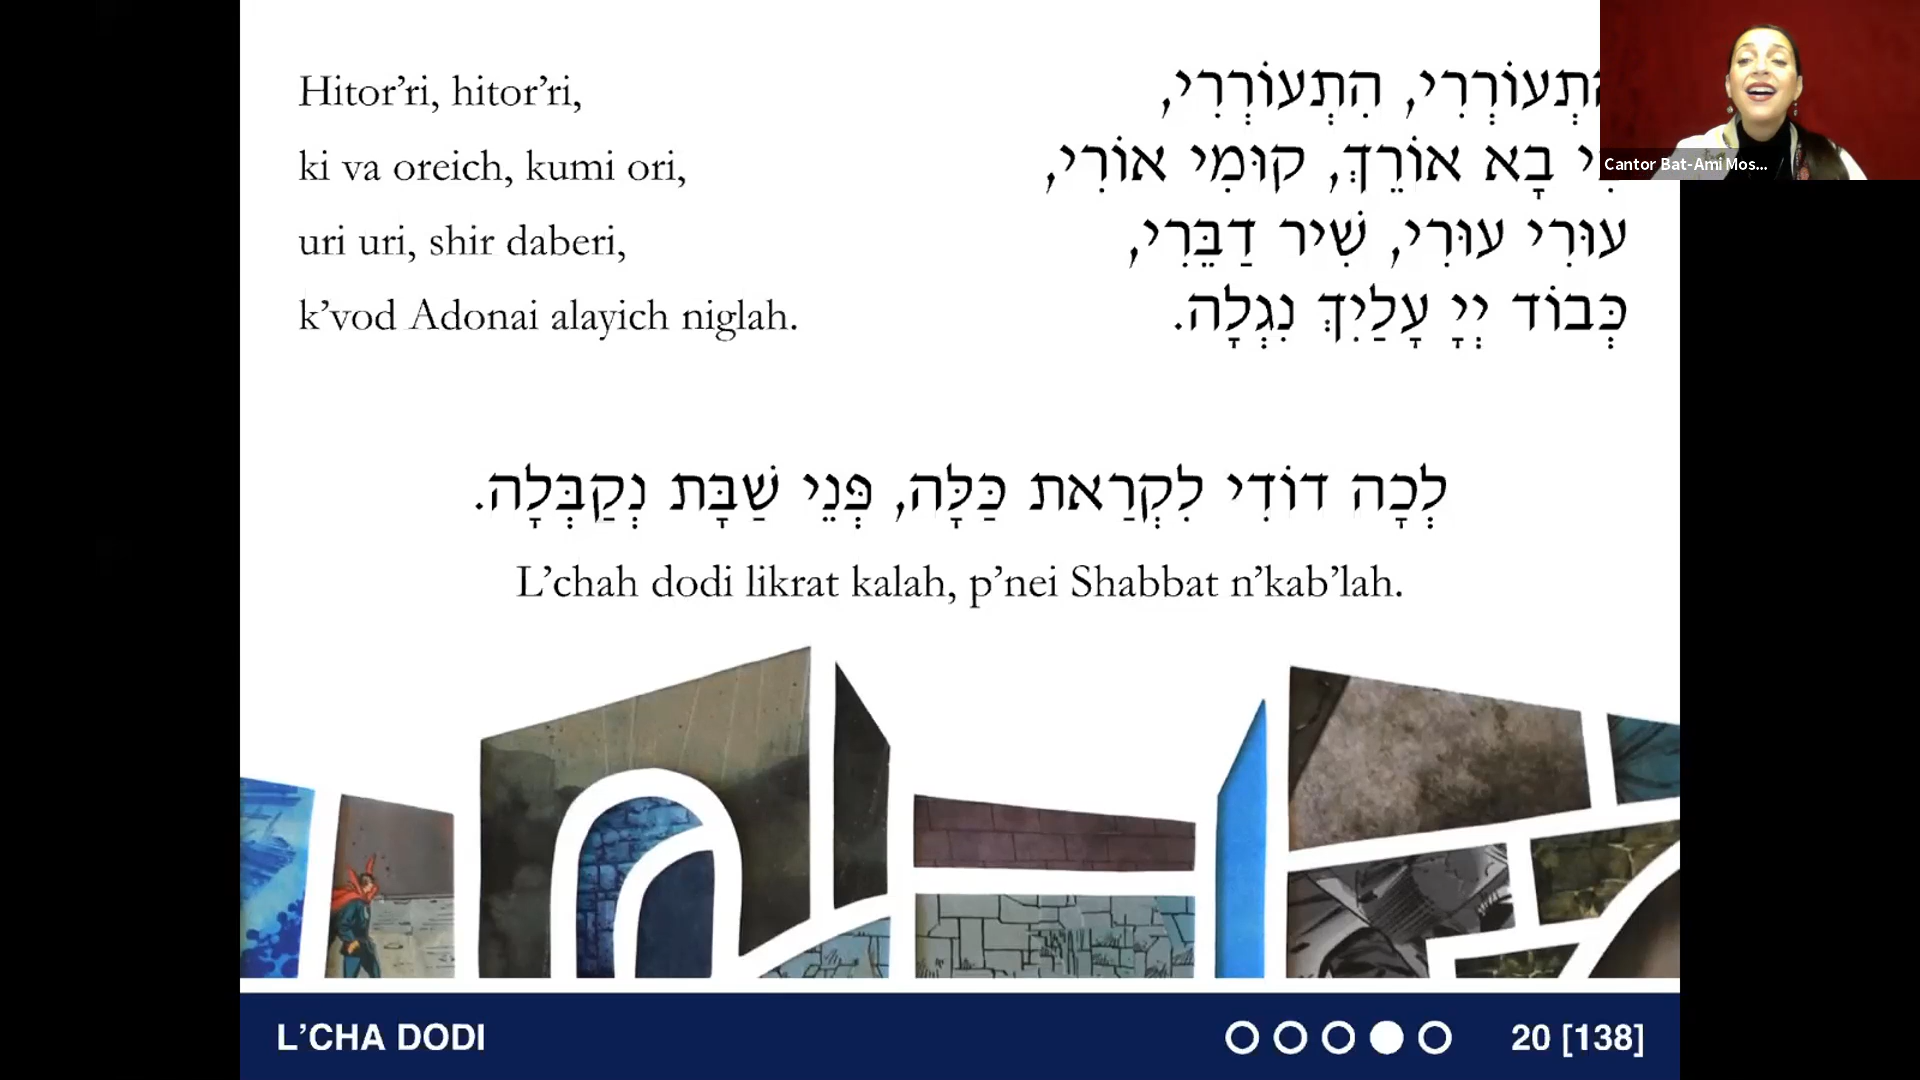 Hitor’ri, hitor’ri,
ki va oreich, kumi ori,
uri uri, shir daberi,
k’vod Adonai alayich niglah.
הִתְעוֹרְרִי, הִתְעוֹרְרִי,
כִּי בָא אוֹרֵךְ, קוּמִי אוֹרִי,
עוּרִי עוּרִי, שִׁיר דַּבֵּרִי,
כְּבוֹד יְיָ עָלַיִךְ נִגְלָה.
לְכָה דוֹדִי לִקְרַאת כַּלָּה, פְּנֵי שַׁבָּת נְקַבְּלָה.
L’chah dodi likrat kalah, p’nei Shabbat n’kab’lah.
Cantor Bat-Ami Mos...
L’CHA DODI
20 [138]